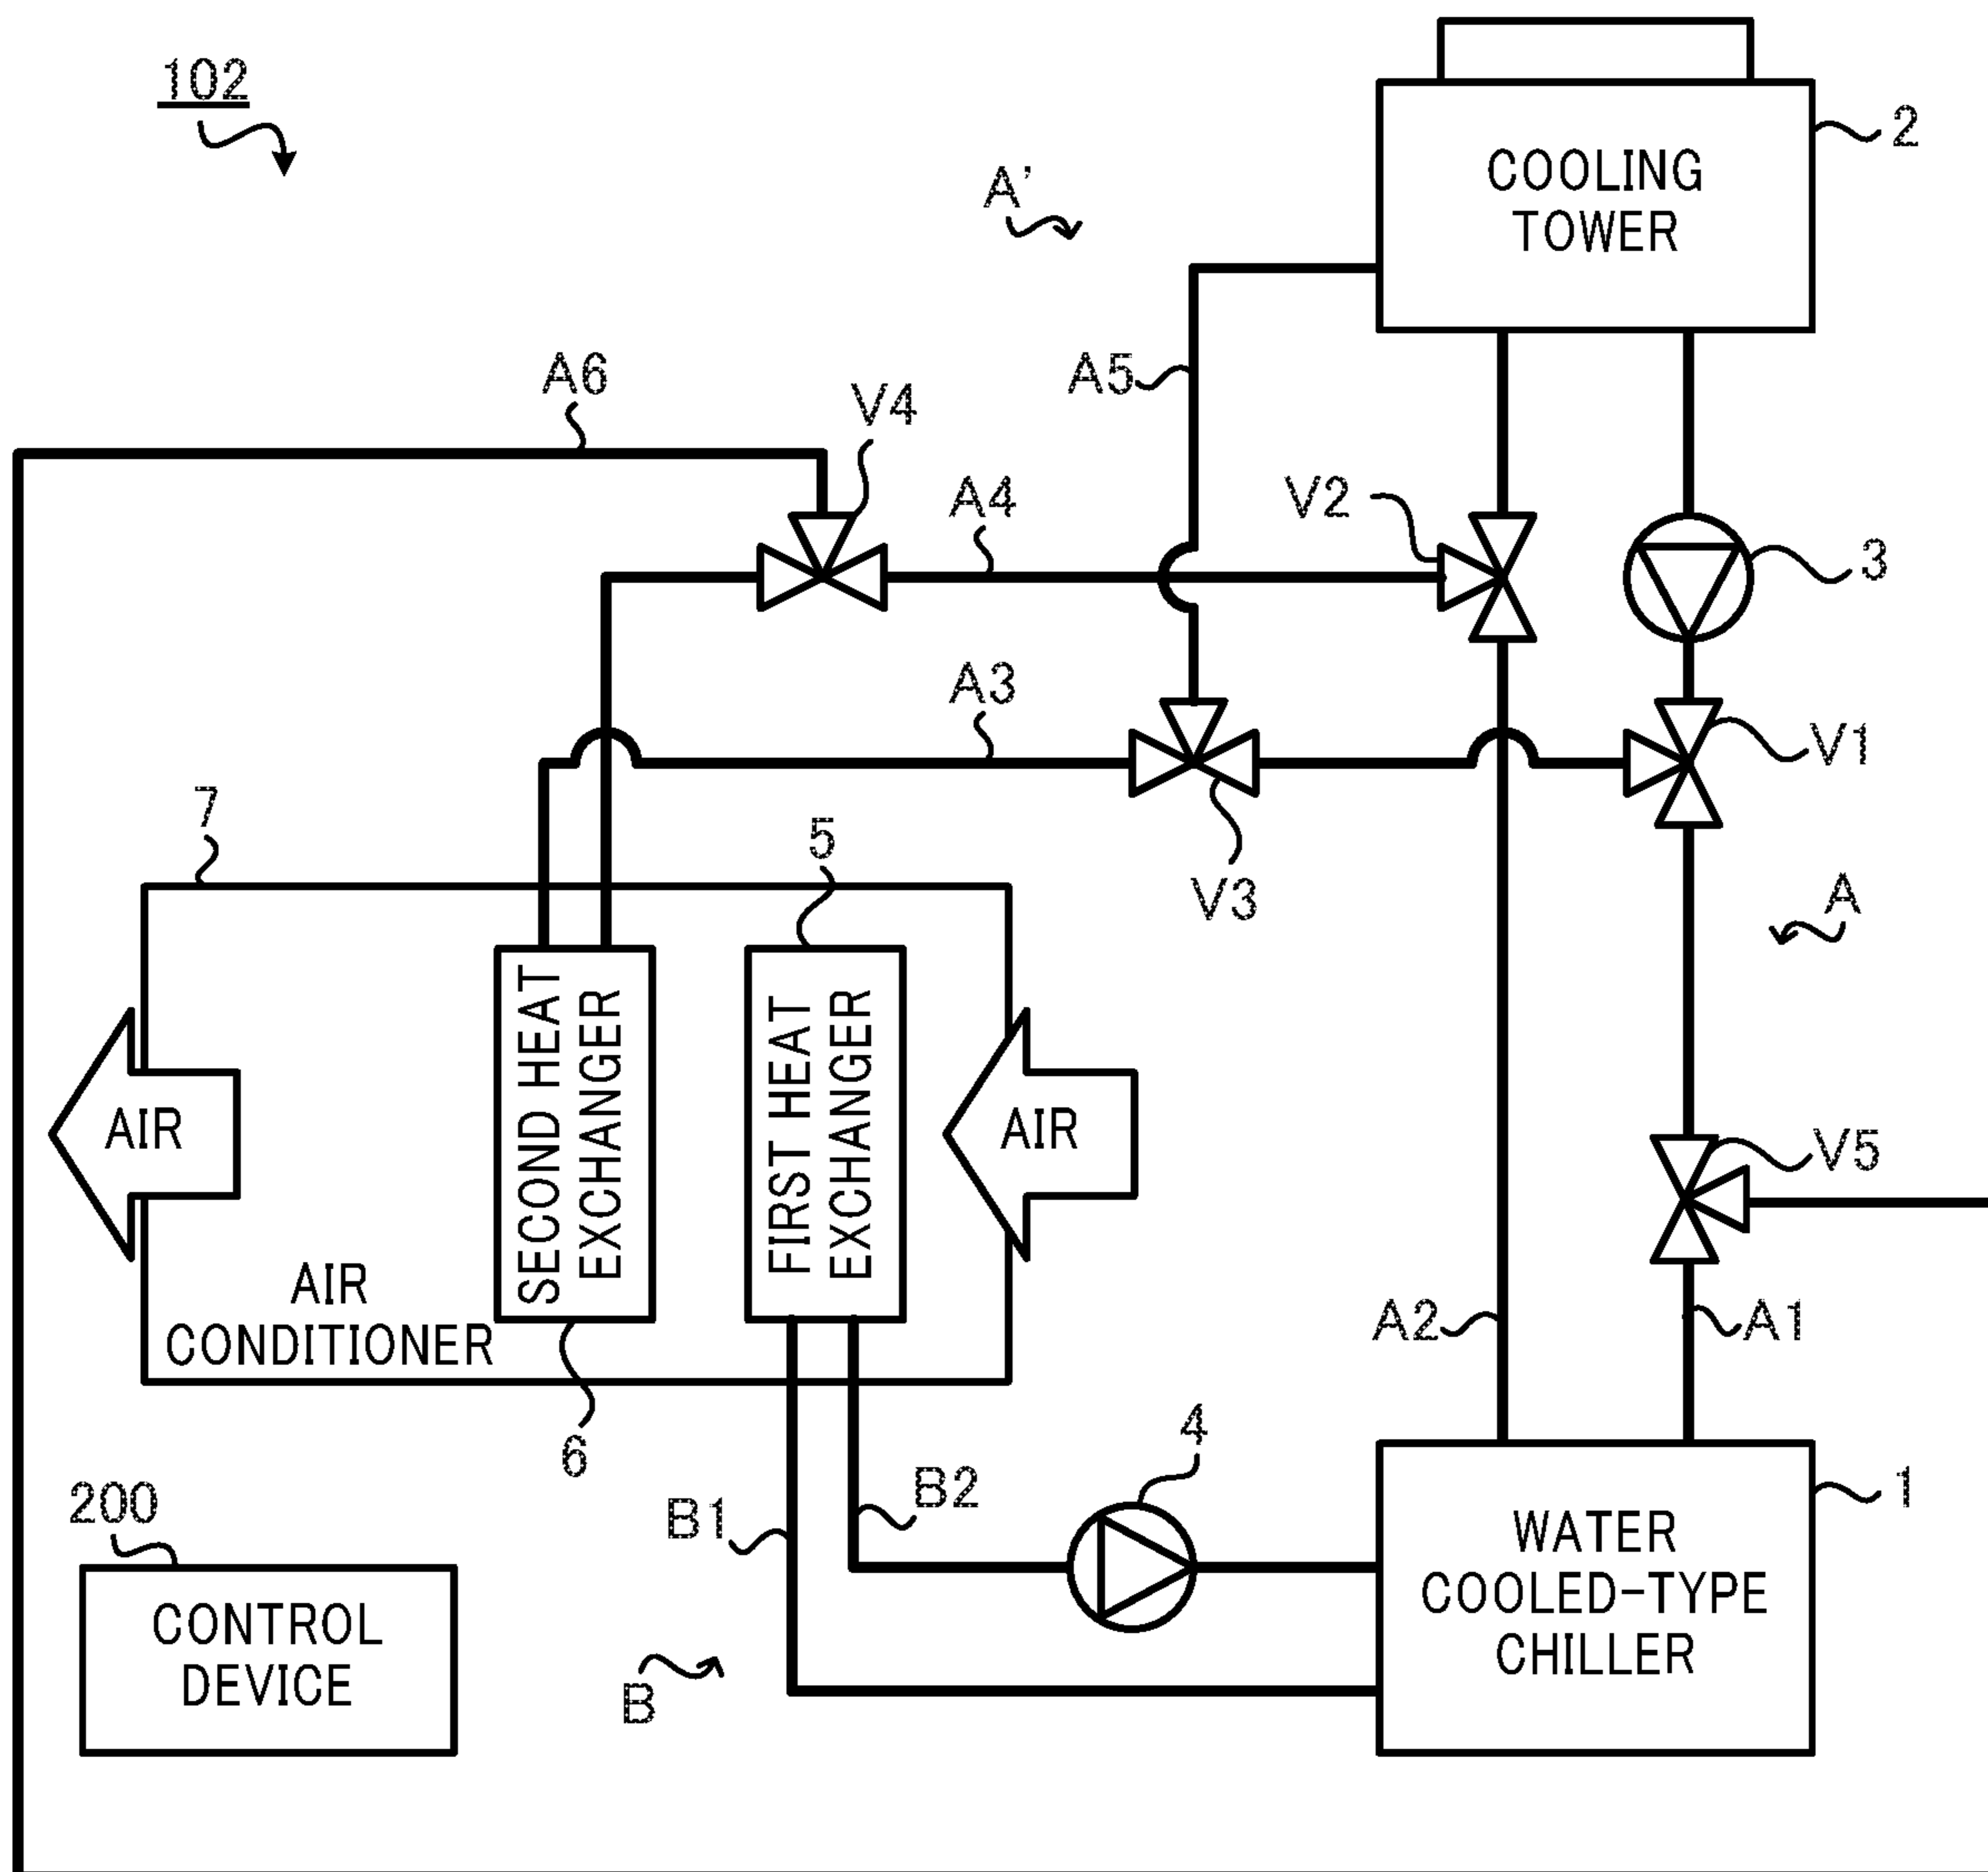 102
2
COOLING
TOWER
A'
A6
V4
A5
A4
V2
3
A3
V1
7
5
V3
A
SECOND HEAT
EXCHANGER
FIRST HEAT
EXCHANGER
AIR
AIR
V5
AIR
CONDITIONER
A2
A1
6
4
200
B1
B2
1
WATER
COOLED-TYPE
CHILLER
CONTROL
DEVICE
B